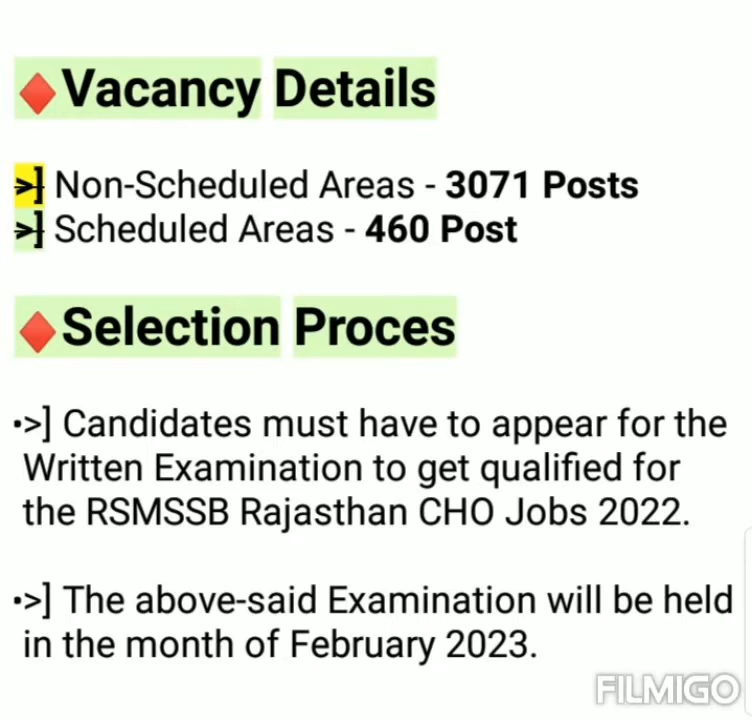 ♦Vacancy Details
>] Non-Scheduled Areas - 3071 Posts
>] Scheduled Areas - 460 Post
♦Selection Proces
•>] Candidates must have to appear for the
Written Examination to get qualified for
the RSMSSB Rajasthan CHO Jobs 2022.
•>] The above-said Examination will be held
in the month of February 2023.
FILMIGO